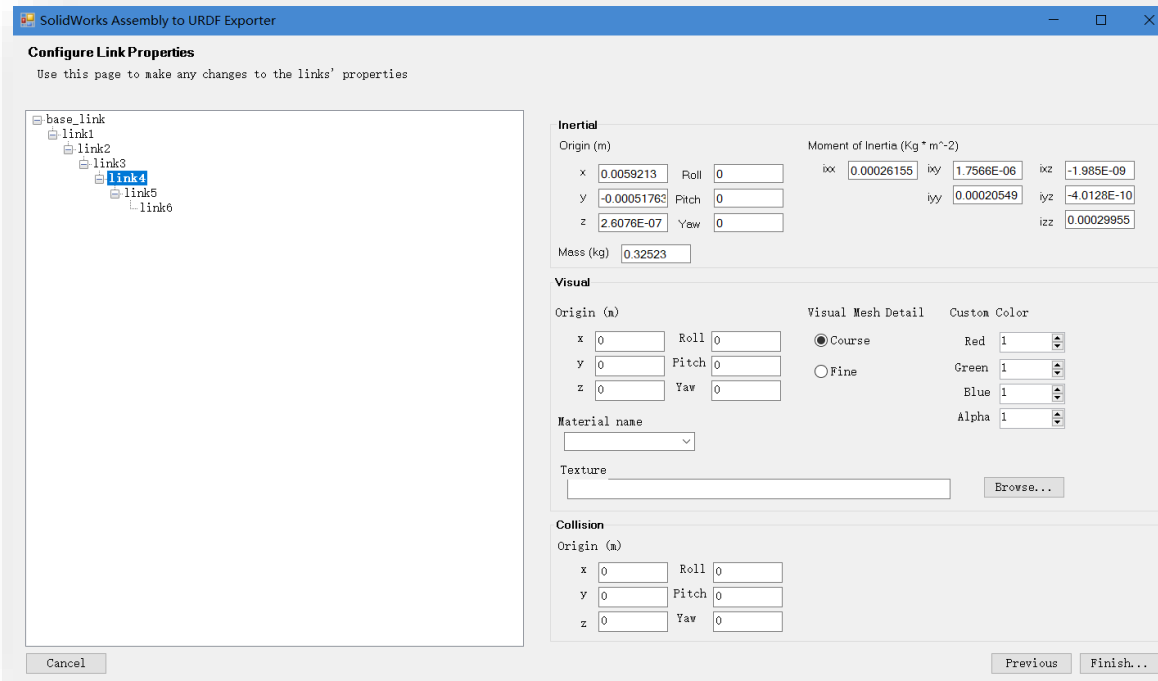 SolidWorks Assembly to URDF Exporter
Configure Link Properties
Use this page to make any changes to the links' properties
base_link
link1
link2
link3
link4
link5
link6
Inertial
Origin (m)
Moment of Inertia (Kg * m^-2)
x 0.0059213 Roll 0
ixx 0.00026155 ixy 1.7566E-06 ixz -1.985E-09
y -0.00051763 Pitch 0
iyy 0.00020549 iyz -4.0128E-10
z 2.6076E-07 Yaw 0
izz 0.00029955
Mass (kg) 0.32523
Visual
Origin (m)
Visual Mesh Detail
Custom Color
x 0 Roll 0
Course
Red 1
y 0 Pitch 0
Fine
Green 1
z 0 Yaw 0
Blue 1
Alpha 1
Material name
Texture
Browse...
Collision
Origin (m)
x 0 Roll 0
y 0 Pitch 0
z 0 Yaw 0
Cancel
Previous
Finish...